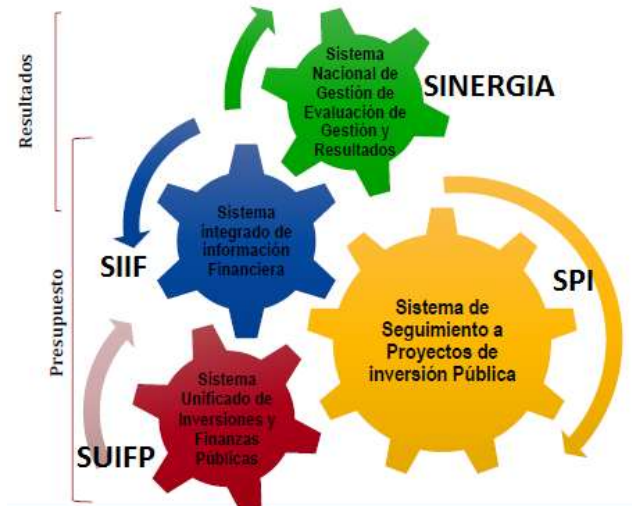 Resultados
Presupuesto
Sistema
Nacional de
Gestión de
Evaluación de
Gestión y
Resultados
SINERGIA
Sistema
integrado de
información
Financiera
SIIF
Sistema de
Seguimiento a
Proyectos de
inversión Pública
SPI
Sistema
Unificado de
Inversiones y
Finanzas
Públicas
SUIFP